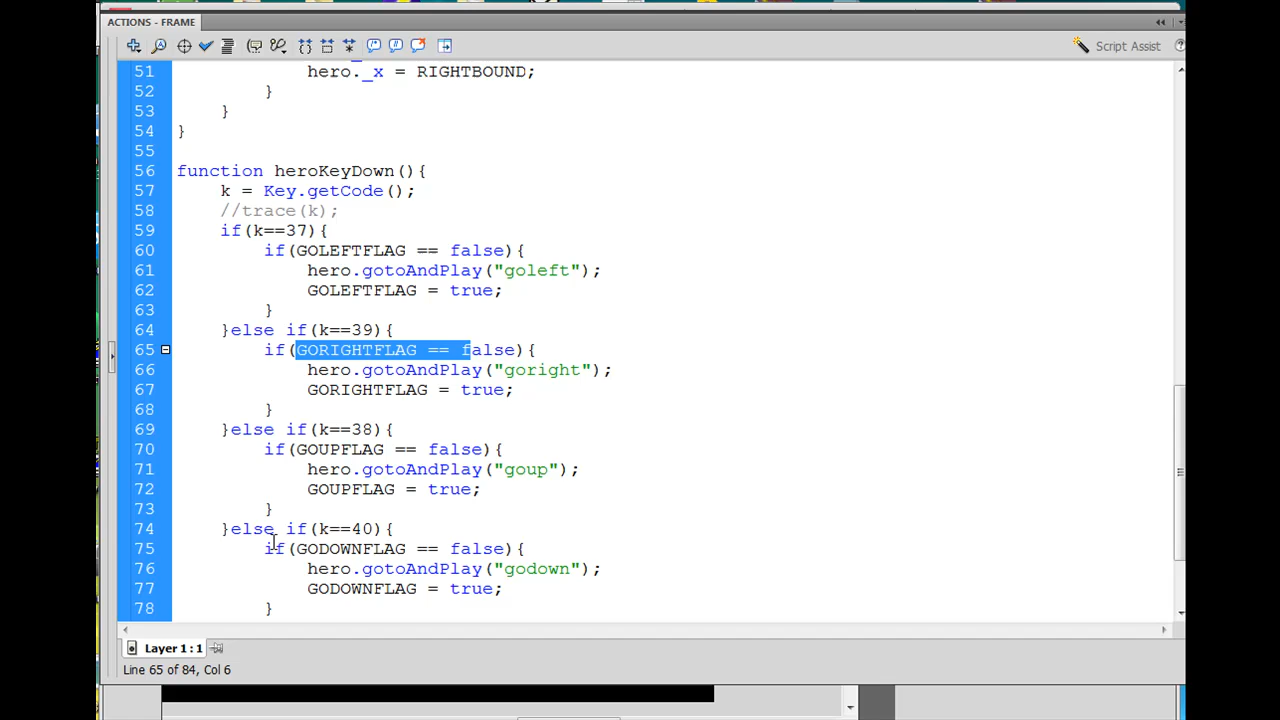 ACTIONS - FRAME
Script Assist
51 hero._x = RIGHTBOUND;
52 }
53 }
54 }
55
56 function heroKeyDown(){
57 k = Key.getCode();
58 //trace(k);
59 if(k==37){
60 if(GOLEFTFLAG == false){
61 hero.gotoAndPlay("goleft");
62 GOLEFTFLAG = true;
63 }
64 }else if(k==39){
65 if(GORIGHTFLAG == false){
66 hero.gotoAndPlay("goright");
67 GORIGHTFLAG = true;
68 }
69 }else if(k==38){
70 if(GOUPFLAG == false){
71 hero.gotoAndPlay("goup");
72 GOUPFLAG = true;
73 }
74 }else if(k==40){
75 if(GODOWNFLAG == false){
76 hero.gotoAndPlay("godown");
77 GODOWNFLAG = true;
78 }
Layer 1 : 1
Line 65 of 84, Col 6